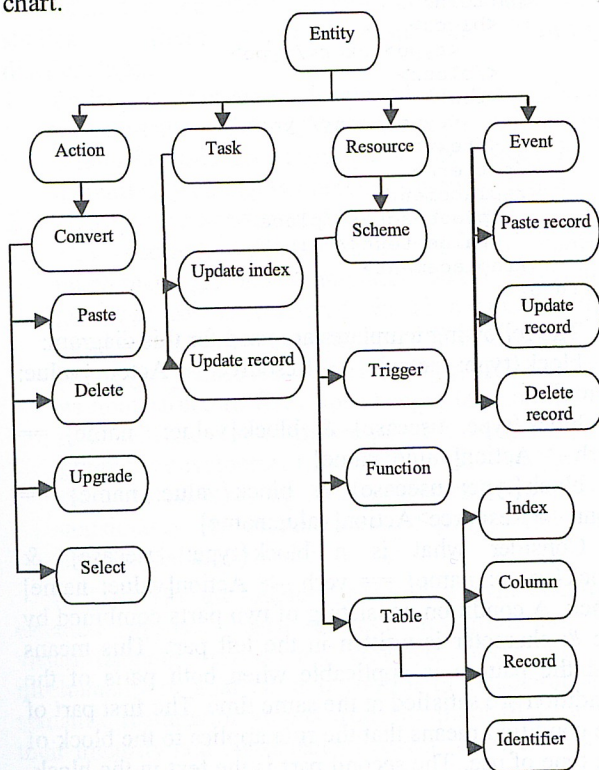 chart.
Entity
Action
Task
Resource
Event
Convert
Scheme
Paste record
Update index
Paste
Update
record
Update record
Trigger
Delete
Delete
record
Function
Upgrade
Index
Column
Select
Table
Record
Identifier